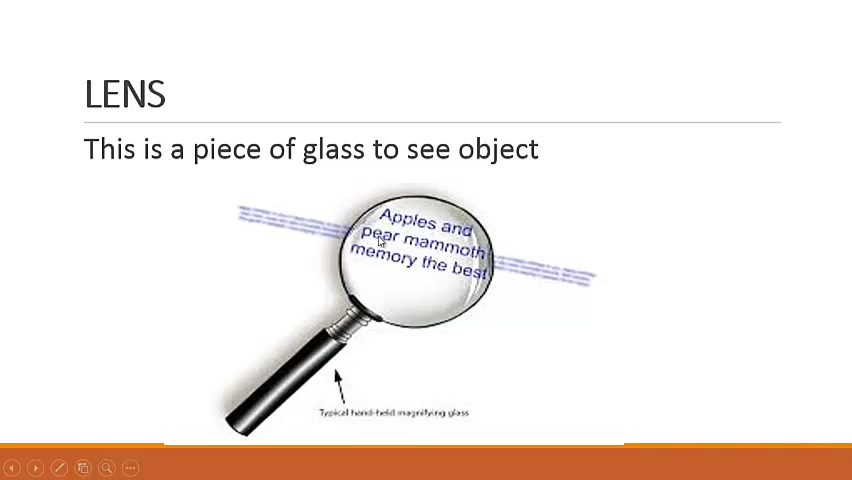 LENS
This is a piece of glass to see object
Apples and
pear mammoth
memory the best
Typical hand-held magnifying glass